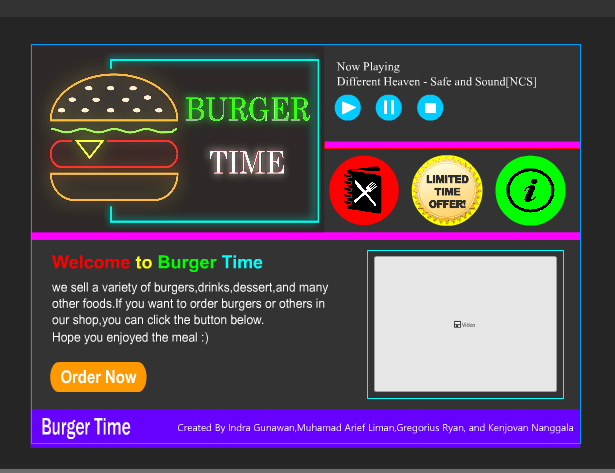 BURGER
TIME
Now Playing
Different Heaven - Safe and Sound[NCS]
LIMITED
TIME
OFFER!
i
Welcome to Burger Time
we sell a variety of burgers,drinks,dessert,and many
other foods.If you want to order burgers or others in
our shop,you can click the button below.
Hope you enjoyed the meal :)
Order Now
Video
Burger Time
Created By Indra Gunawan,Muhamad Arief Liman,Gregorius Ryan, and Kenjovan Nanggala